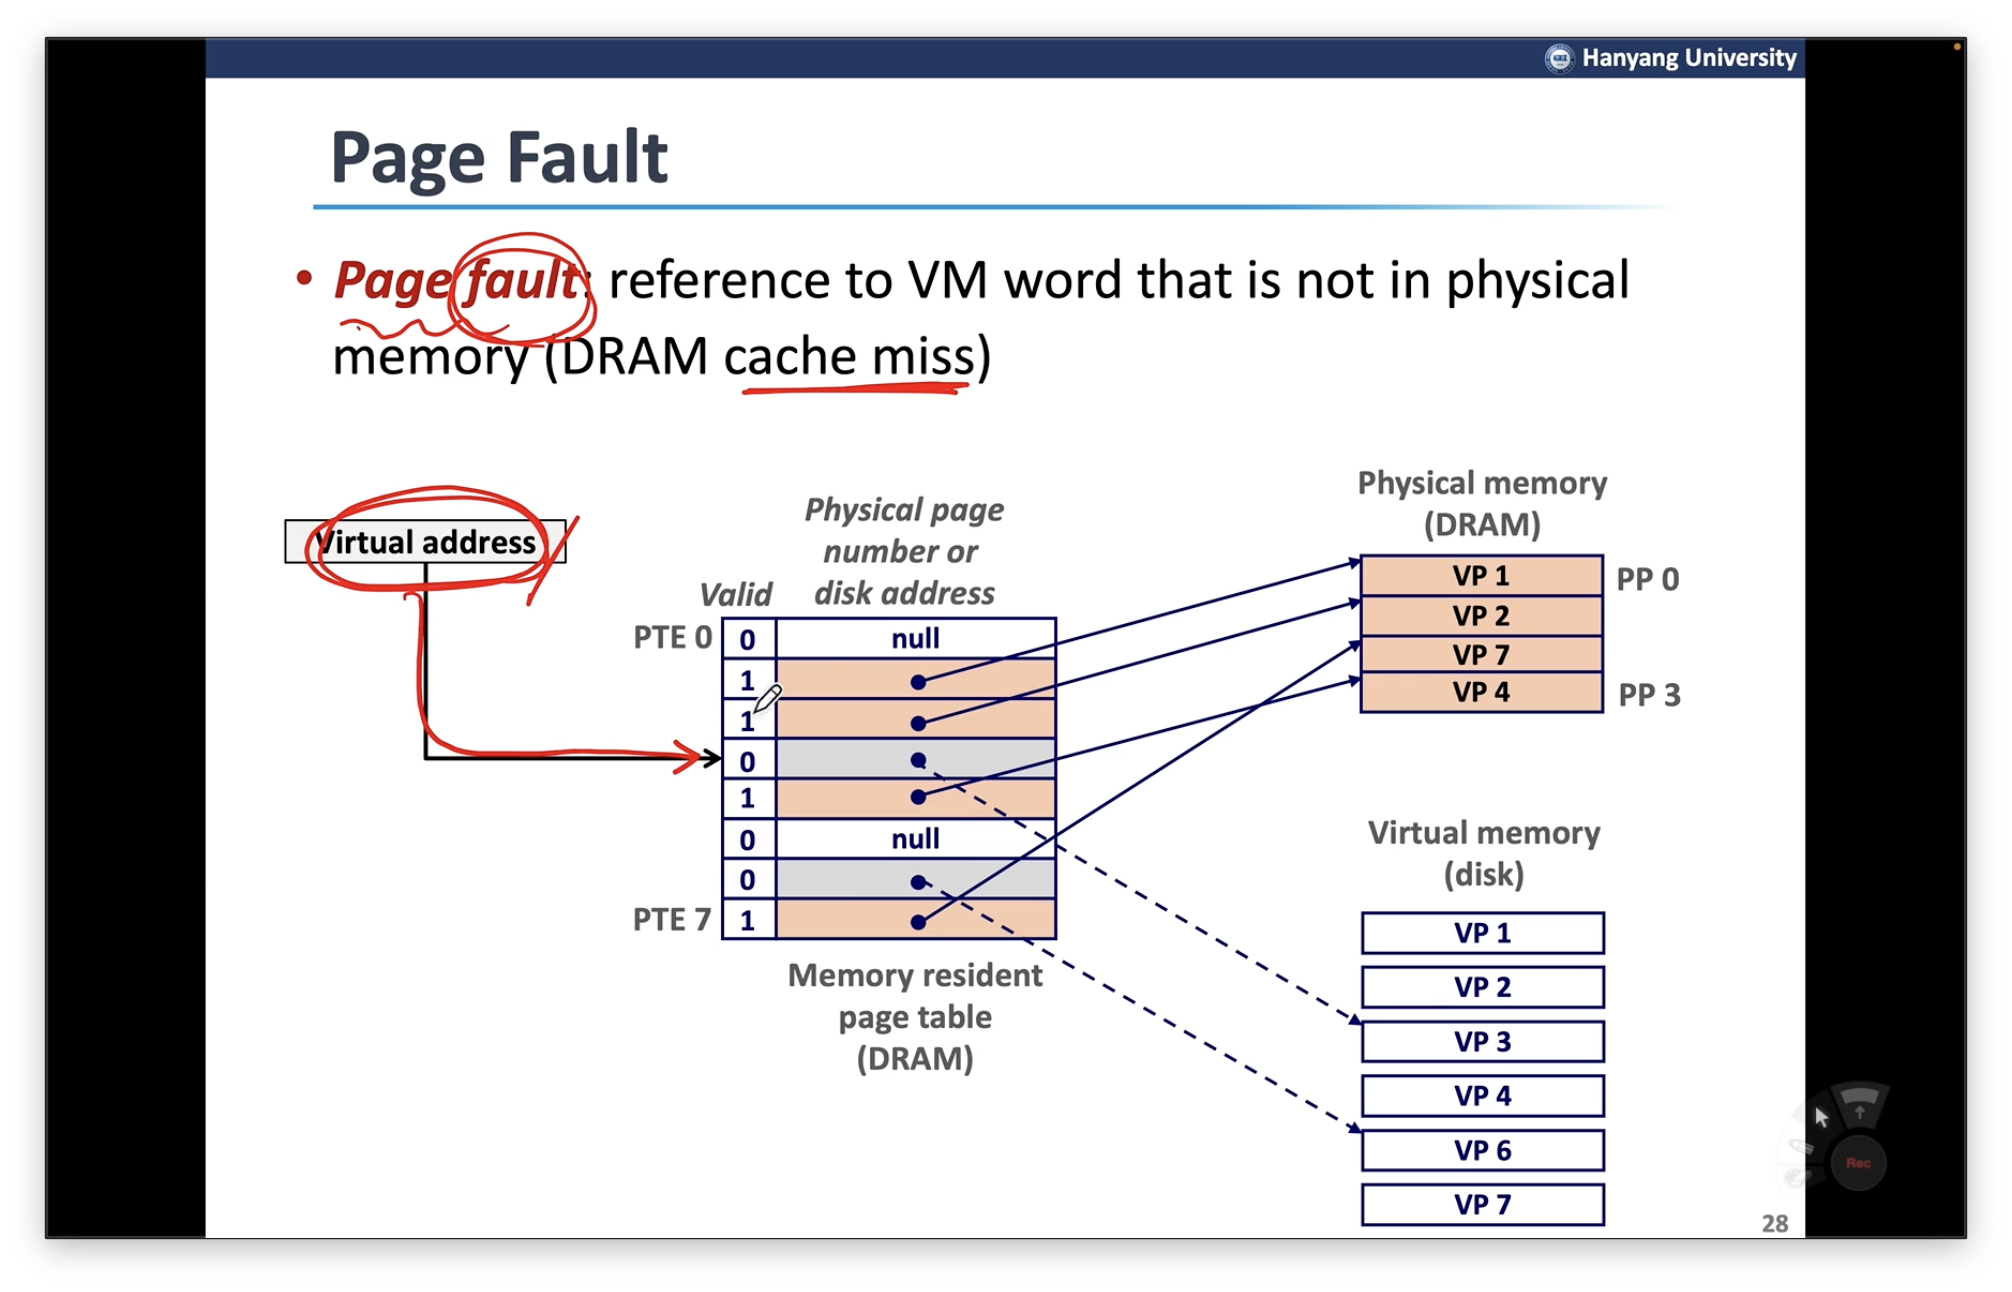 Hanyang University
Page Fault
• Page fault: reference to VM word that is not in physical
memory (DRAM cache miss)
Virtual address
Valid
Physical page
number or
disk address
PTE 0
0 null
1
1
0
1
0 null
0
PTE 7 1
Memory resident
page table
(DRAM)
Physical memory
(DRAM)
VP 1 PP 0
VP 2
VP 7
VP 4 PP 3
Virtual memory
(disk)
VP 1
VP 2
VP 3
VP 4
VP 6
VP 7
Rec
28